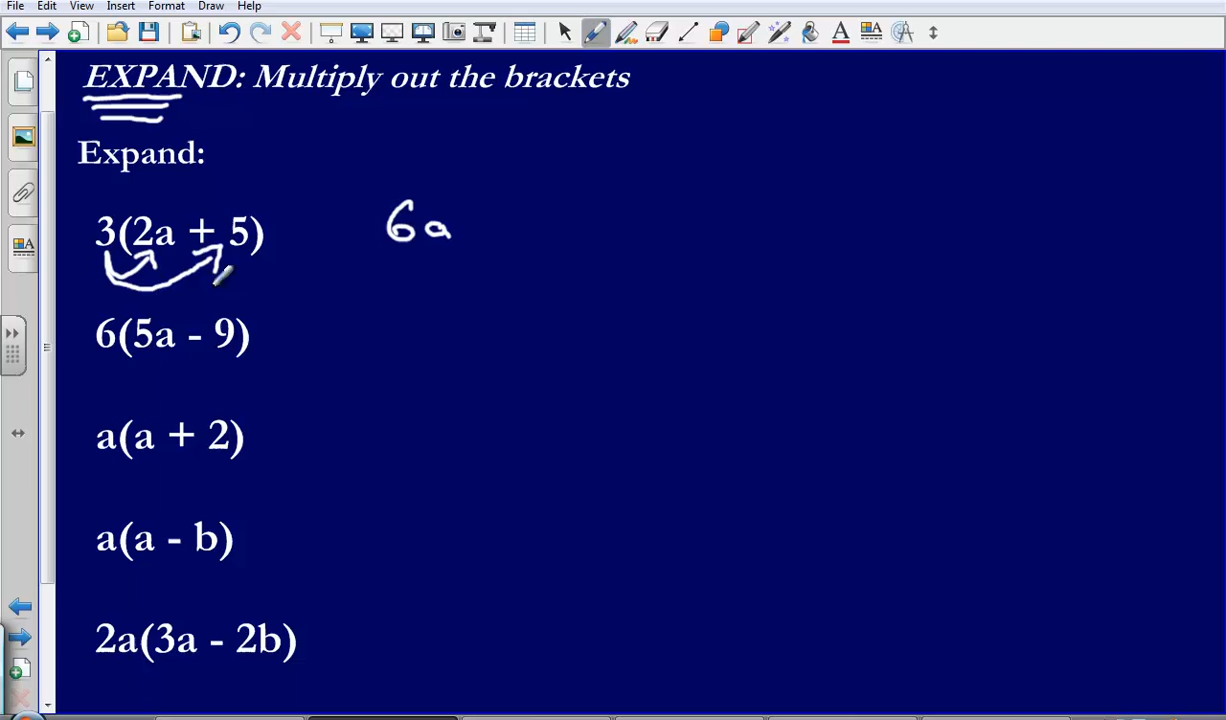 File Edit View Insert Format Draw Help
EXPAND: Multiply out the brackets
Expand:
3(2a + 5) 6a
6(5a - 9)
a(a + 2)
a(a - b)
2a(3a - 2b)